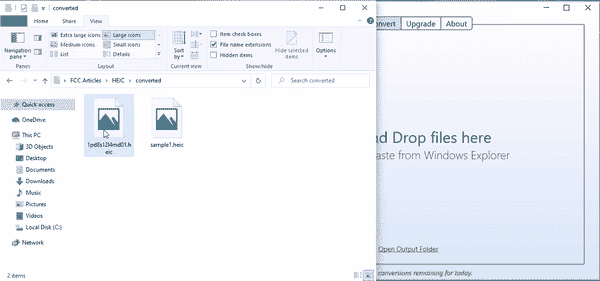 Home Share View
Navigation pane
Extra large icons Large icons
Medium icons Small icons
List Details
Panes Layout
Sort by
Current view
Item check boxes
File name extensions
Hidden items
Hide selected items
Show/hide
Options
FCC Articles > HEIC > converted
Search converted
Quick access
OneDrive
This PC
3D Objects
Desktop
Documents
Downloads
Music
Pictures
Videos
Local Disk (C:)
Network
1pd8s12l4md01.heic
sample1.heic
2 items
nvert Upgrade About
nd Drop files here
aste from Windows Explorer
Open Output Folder
conversions remaining for today.